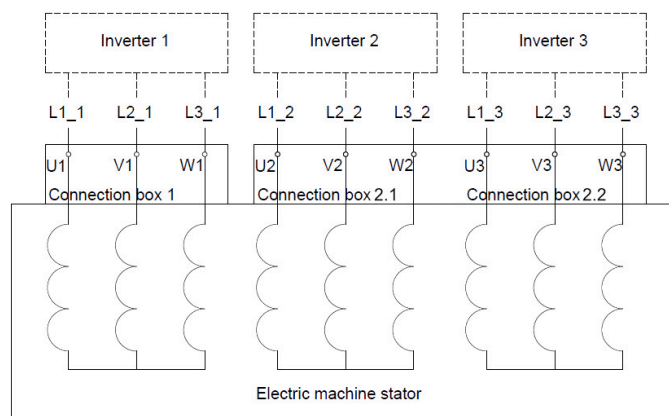 Inverter 1 Inverter 2 Inverter 3
L1_1 L2_1 L3_1 L1_2 L2_2 L3_2 L1_3 L2_3 L3_3
U1 V1 W1 U2 V2 W2 U3 V3 W3
Connection box 1 Connection box 2.1 Connection box 2.2
Electric machine stator